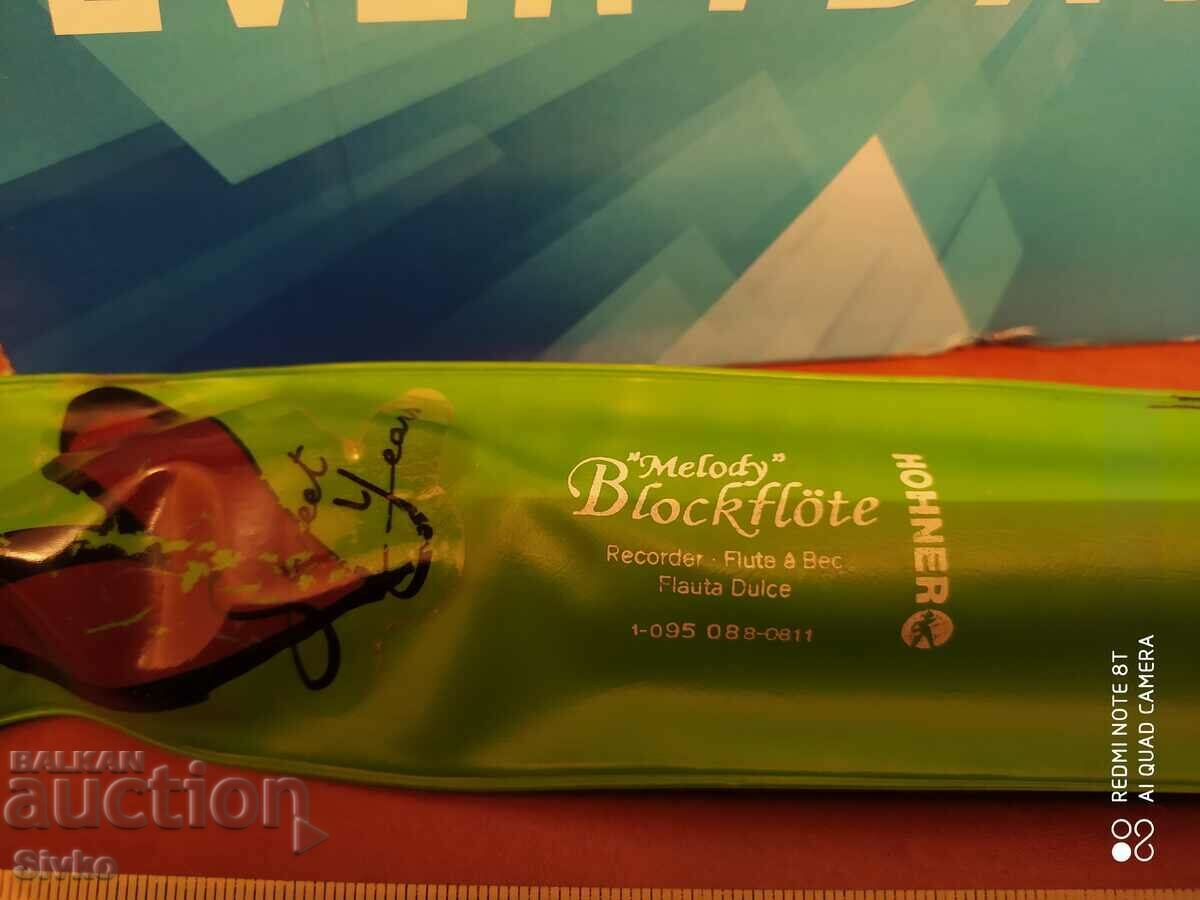 "Melody"
Blockflöte
Recorder · Flute à Bec
Flauta Dulce
1-095 088-0811
HOHNER
BALKAN
auction
Sivko
REDMI NOTE 8T
AI QUAD CAMERA